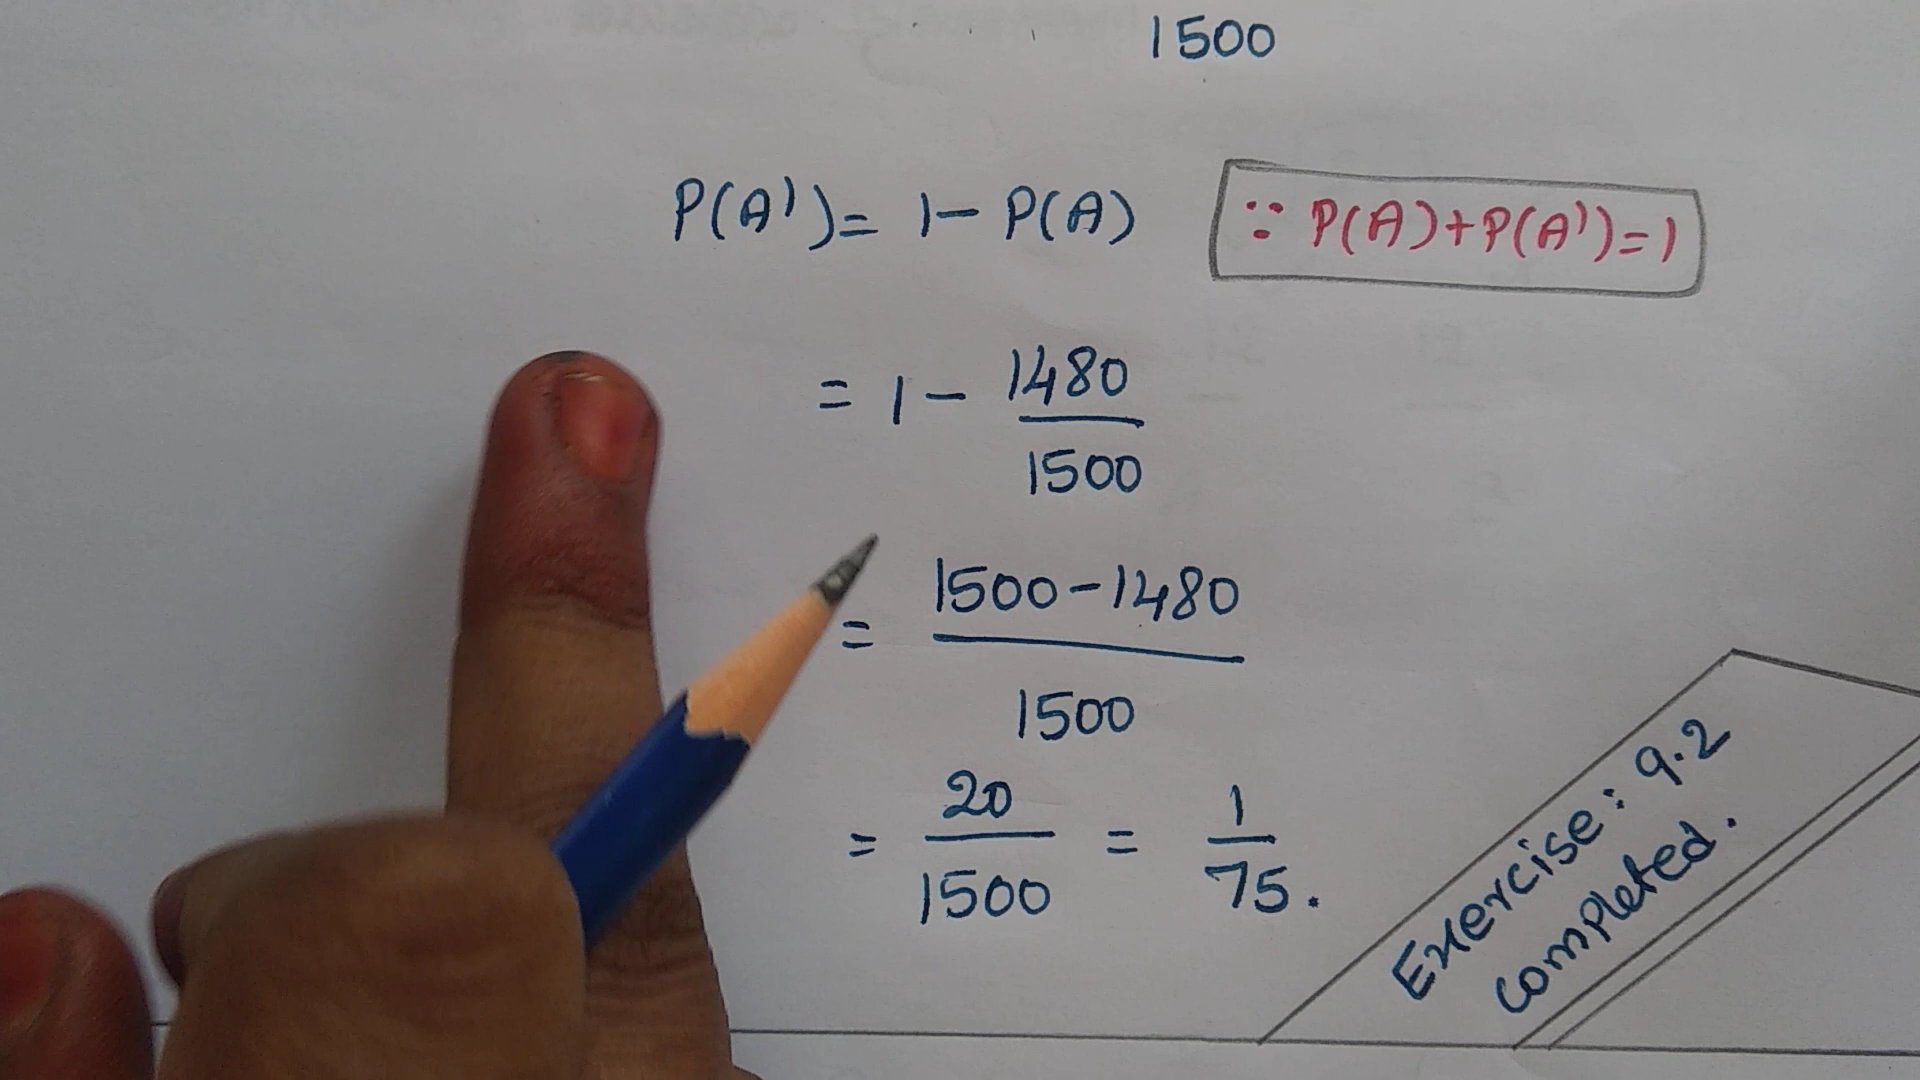 1500
P(A') = 1 - P(A) ∵ P(A) + P(A') = 1
= 1 - 1480
1500
= 1500 - 1480
1500
= 20 = 1
1500 75.
Exercise: 9.2
completed.